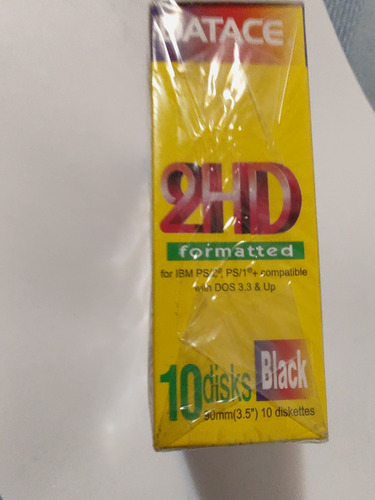 DATACE
2HD
formatted
for IBM PS/2®, PS/1®+ compatible
with DOS 3.3 & Up
10 disks Black
90mm(3.5") 10 diskettes